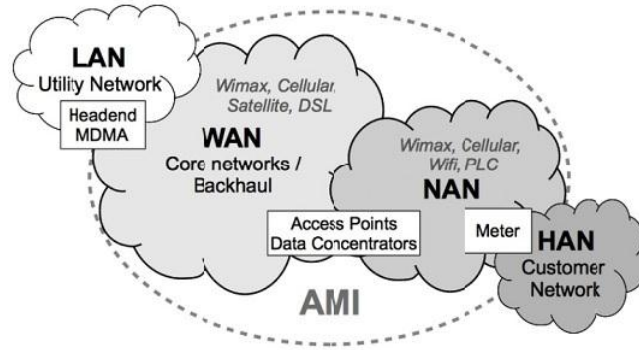 LAN
Utility Network
Headend
MDMA
Wimax, Cellular,
Satellite, DSL
WAN
Core networks /
Backhaul
Wimax, Cellular,
Wifi, PLC
NAN
Access Points
Data Concentrators
Meter
HAN
Customer
Network
AMI